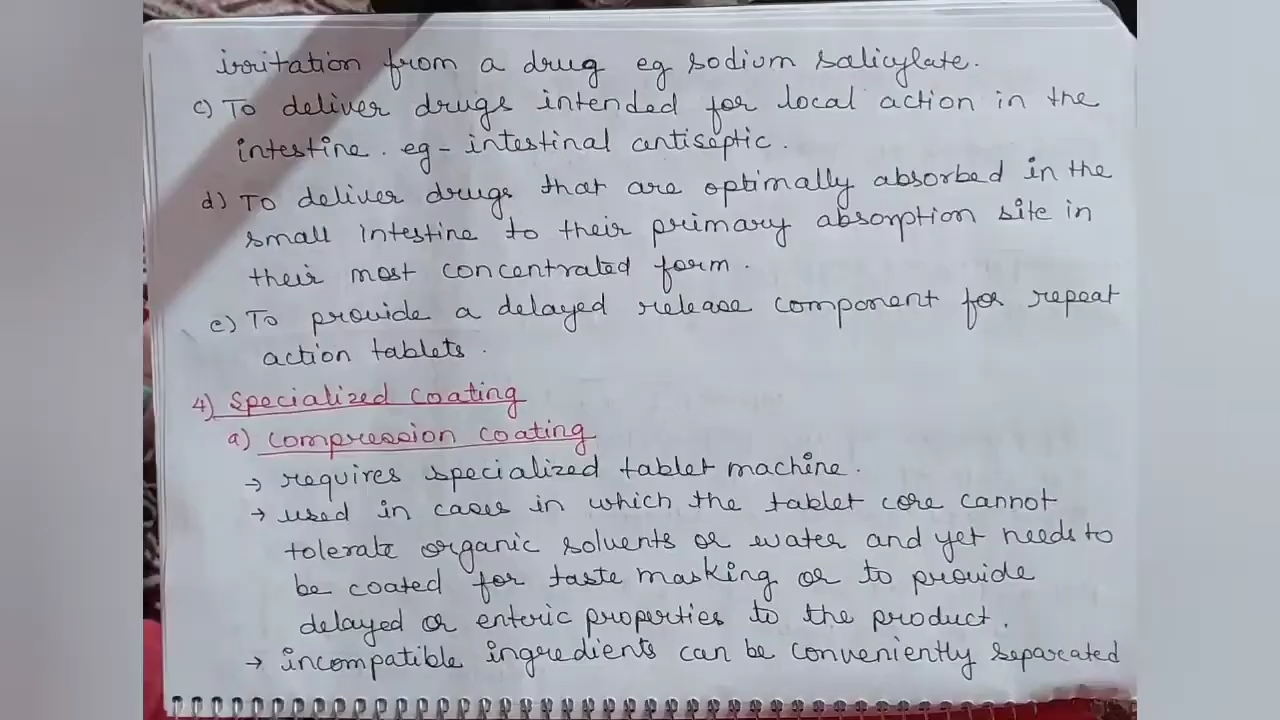 irritation from a drug eg sodium salicylate.
c) To deliver drugs intended for local action in the
intestine. eg - intestinal antiseptic.
d) To deliver drugs that are optimally absorbed in the
small intestine to their primary absorption site in
their most concentrated form.
e) To provide a delayed release component for repeat
action tablets.
4) Specialized coating
a) compression coating
→ requires specialized tablet machine.
→ used in cases in which the tablet core cannot
tolerate organic solvents or water and yet needs to
be coated for taste masking or to provide
delayed or enteric properties to the product.
→ incompatible ingredients can be conveniently separated